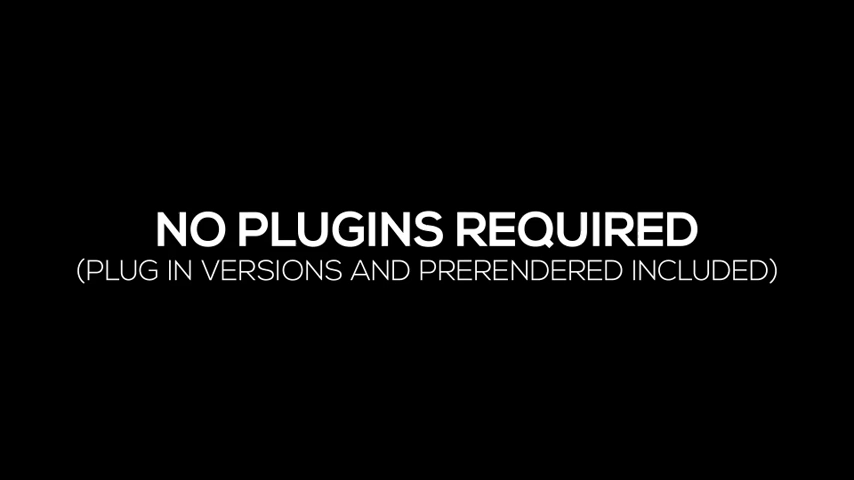 NO PLUGINS REQUIRED
(PLUG IN VERSIONS AND PRERENDERED INCLUDED)